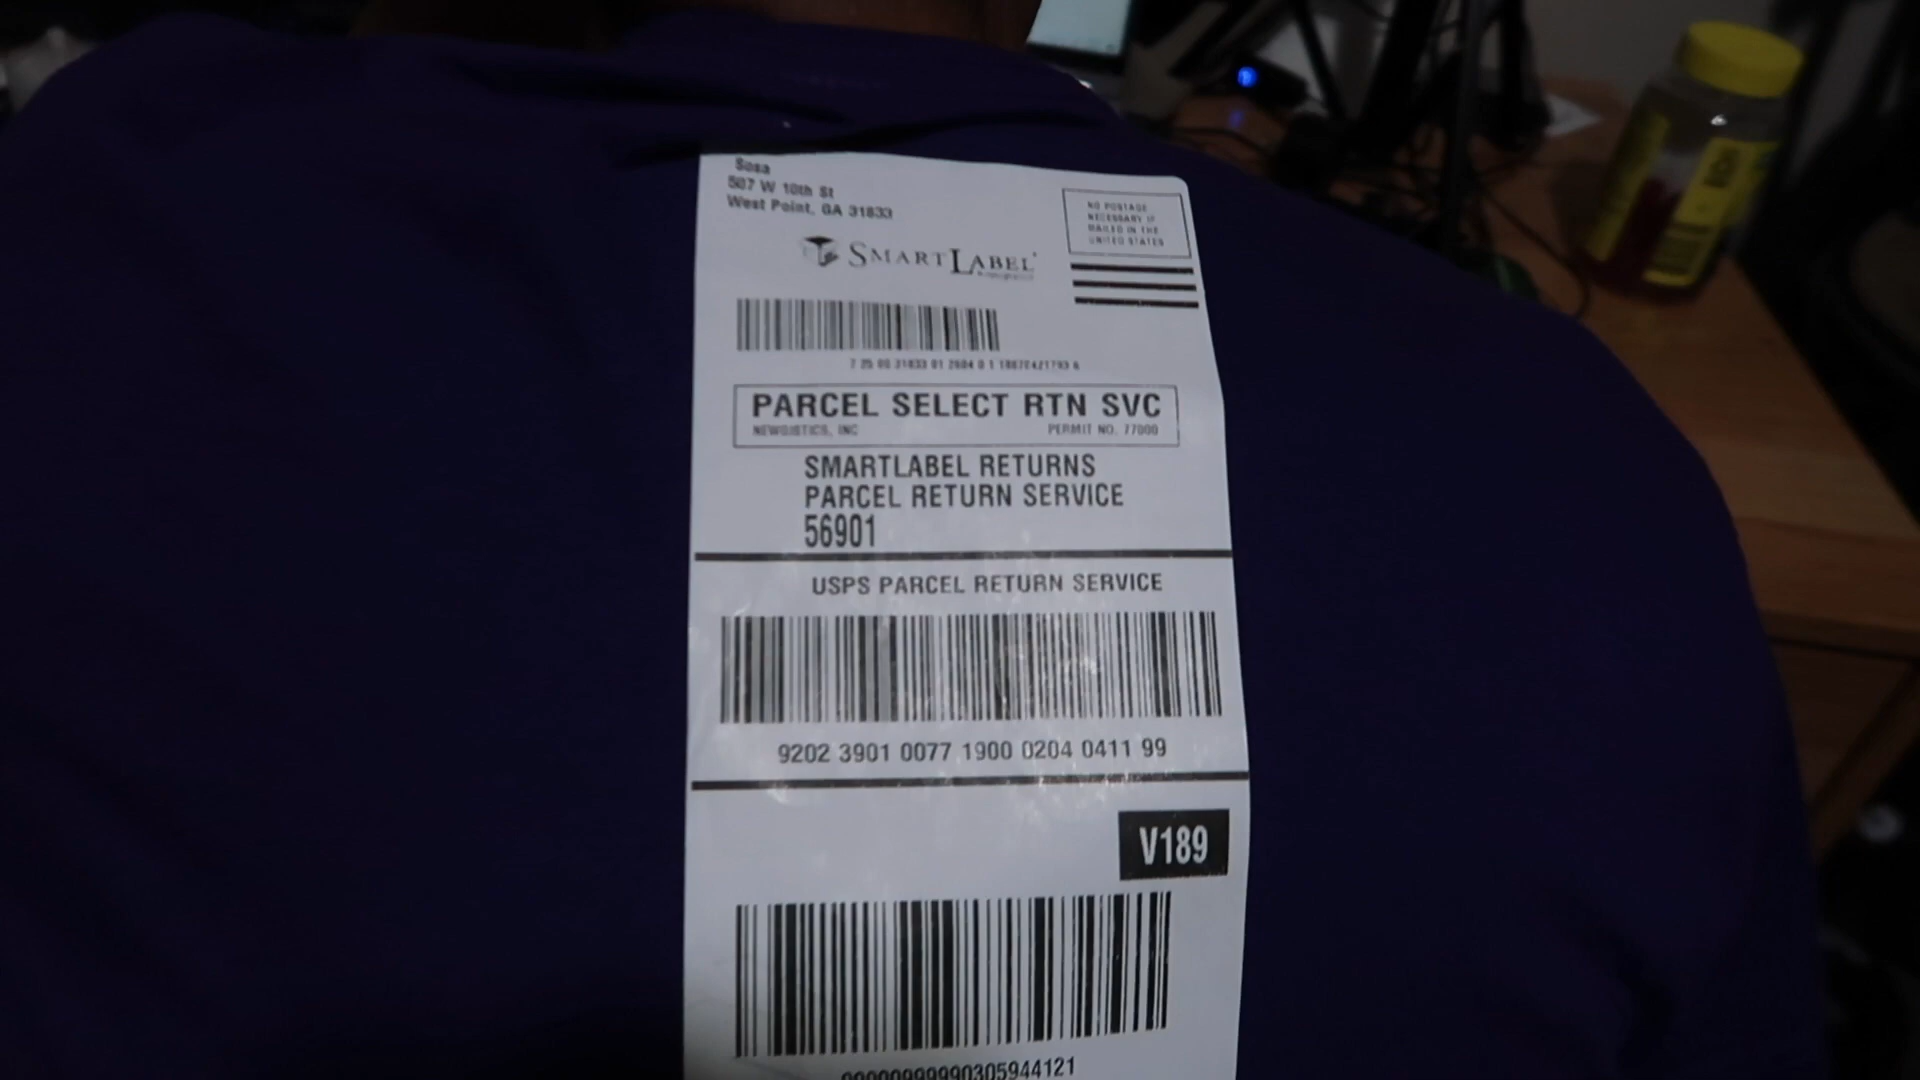 Sosa
507 W 10th St
West Point, GA 31833
NO POSTAGE
NECESSARY IF
MAILED IN THE
UNITED STATES
SMARTLABEL
PARCEL SELECT RTN SVC
NEWGISTICS, INC PERMIT NO. 77000
SMARTLABEL RETURNS
PARCEL RETURN SERVICE
56901
USPS PARCEL RETURN SERVICE
9202 3901 0077 1900 0204 0411 99
V189